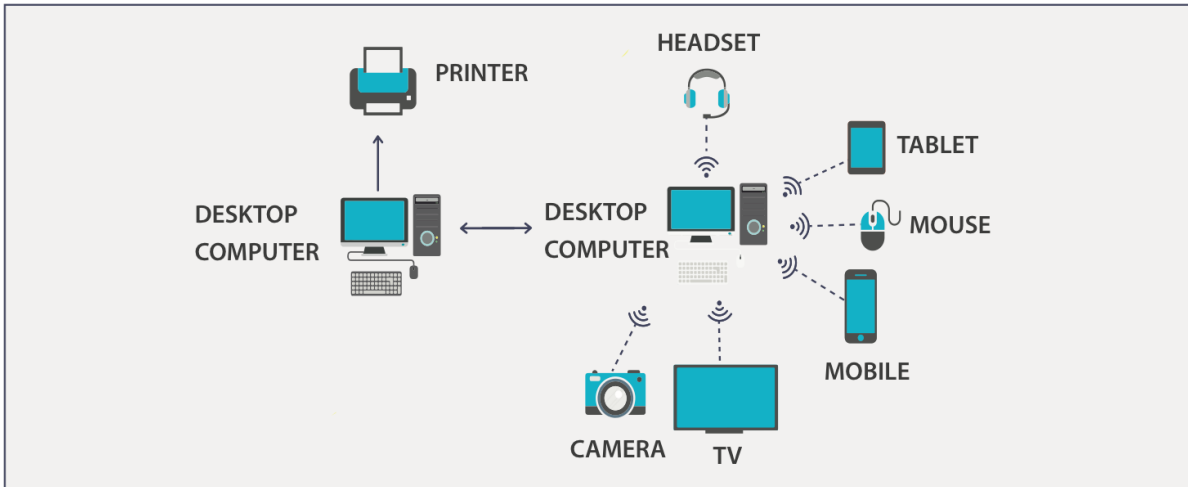 HEADSET
PRINTER
TABLET
DESKTOP
COMPUTER
DESKTOP
COMPUTER
MOUSE
MOBILE
CAMERA
TV